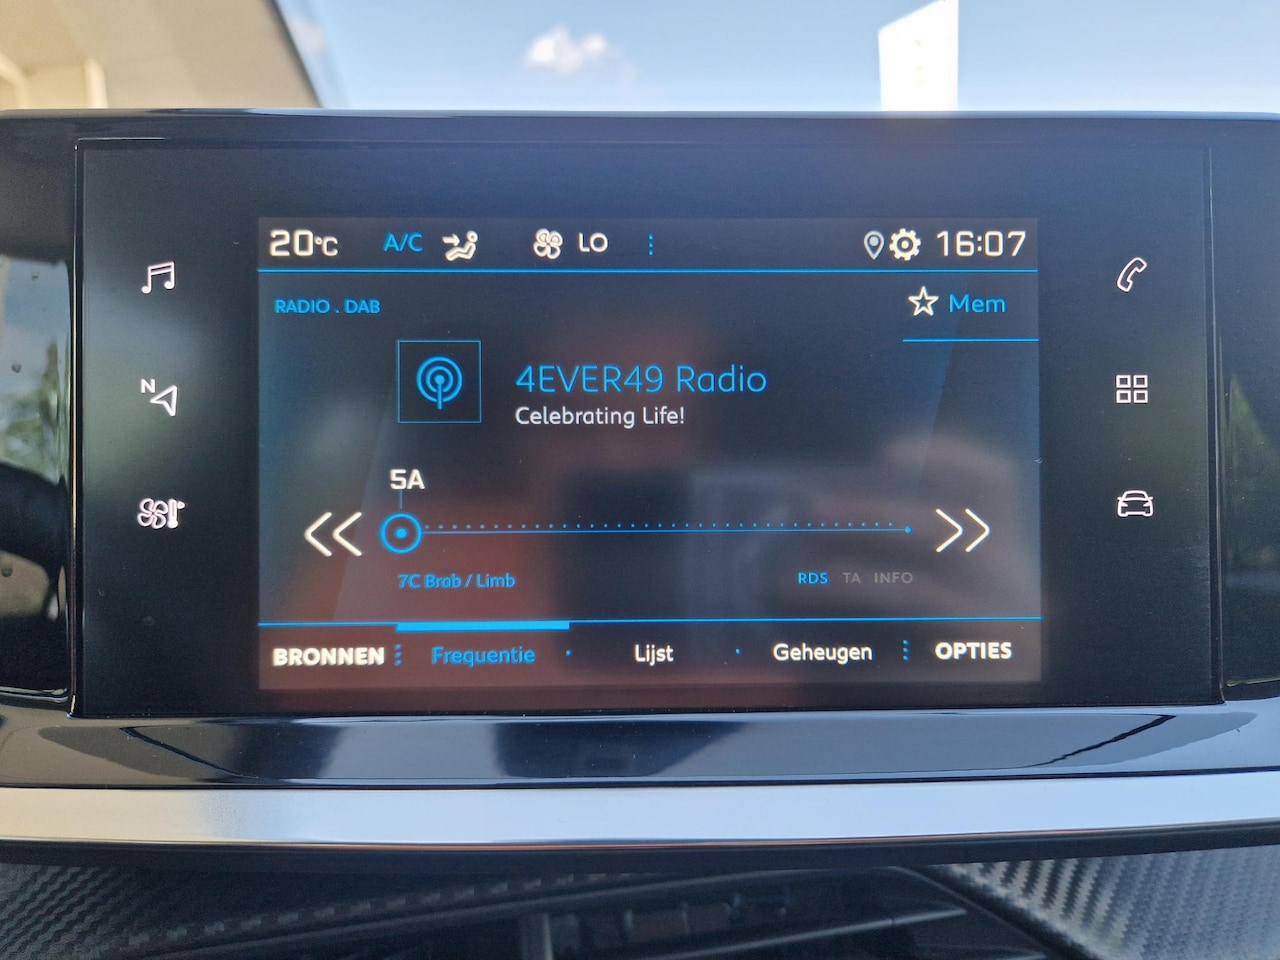 20°C A/C LO 16:07
RADIO . DAB
Mem
N
4EVER49 Radio
Celebrating Life!
5A
7C Brab / Limb
RDS TA INFO
BRONNEN Frequentie Lijst Geheugen OPTIES